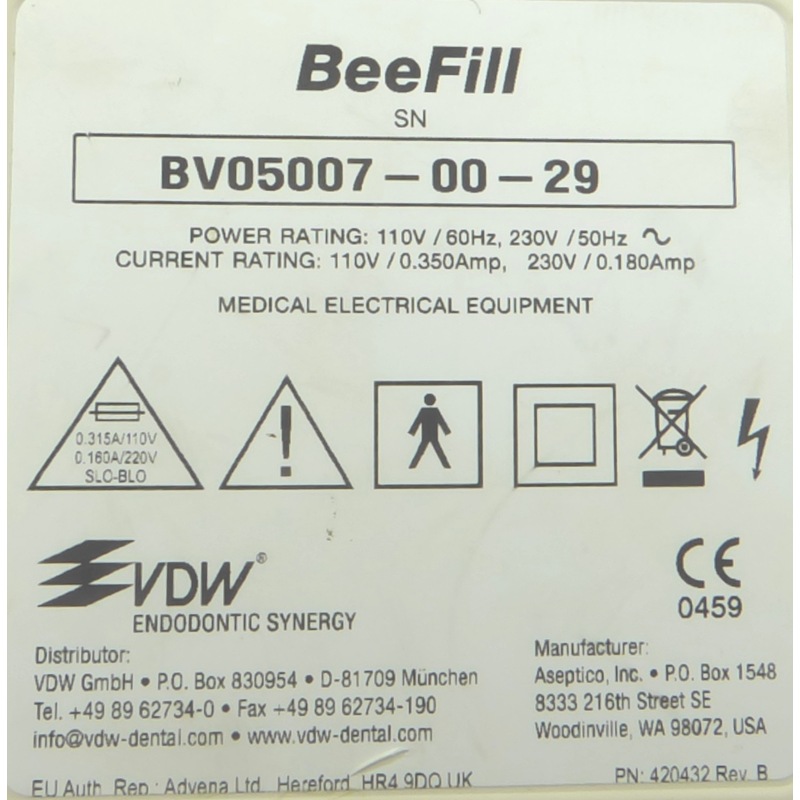 BeeFill
SN
BV05007-00-29
POWER RATING: 110V / 60Hz, 230V / 50Hz ~
CURRENT RATING: 110V / 0.350Amp, 230V / 0.180Amp
MEDICAL ELECTRICAL EQUIPMENT
0.315A/110V
0.160A/220V
SLO-BLO
!
VDW®
ENDODONTIC SYNERGY
CE
0459
Distributor:
VDW GmbH • P.O. Box 830954 • D-81709 München
Tel. +49 89 62734-0 • Fax +49 89 62734-190
info@vdw-dental.com • www.vdw-dental.com
Manufacturer:
Aseptico, Inc. • P.O. Box 1548
8333 216th Street SE
Woodinville, WA 98072, USA
EU Auth. Rep.: Advena Ltd. Hereford, HR4 9DQ UK
PN: 420432 Rev. B